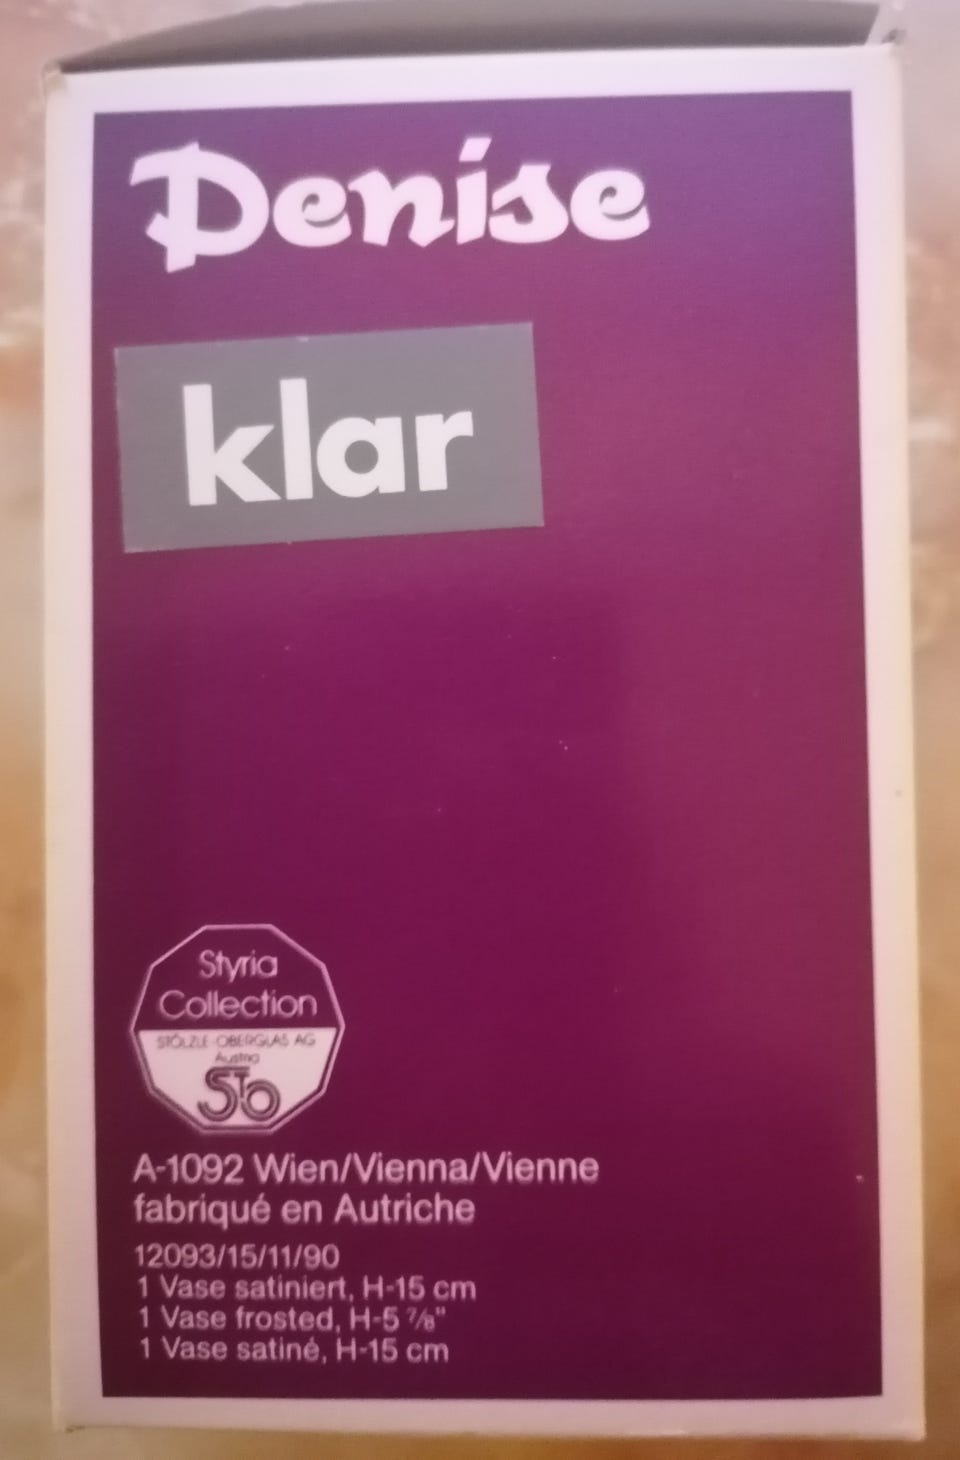 Denise
klar
Styria
Collection
STÖLZLE-OBERGLAS AG
Austria
STO
A-1092 Wien/Vienna/Vienne
fabriqué en Autriche
12093/15/11/90
1 Vase satiniert, H-15 cm
1 Vase frosted, H-5 7/8"
1 Vase satiné, H-15 cm